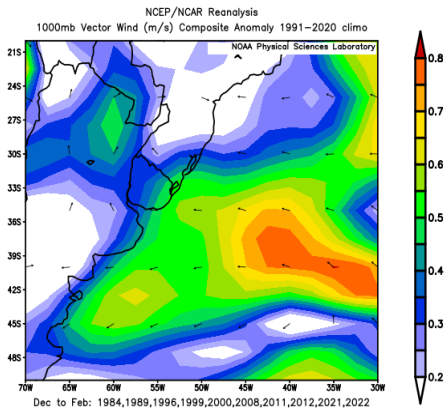 NCEP/NCAR Reanalysis
1000mb Vector Wind (m/s) Composite Anomaly 1991-2020 climo
NOAA Physical Sciences Laboratory
21S
24S
27S
30S
33S
36S
39S
42S
45S
48S
70W 65W 60W 55W 50W 45W 40W 35W 30W
0.8
0.7
0.6
0.5
0.4
0.3
0.2
Dec to Feb: 1984,1989,1996,1999,2000,2008,2011,2012,2021,2022